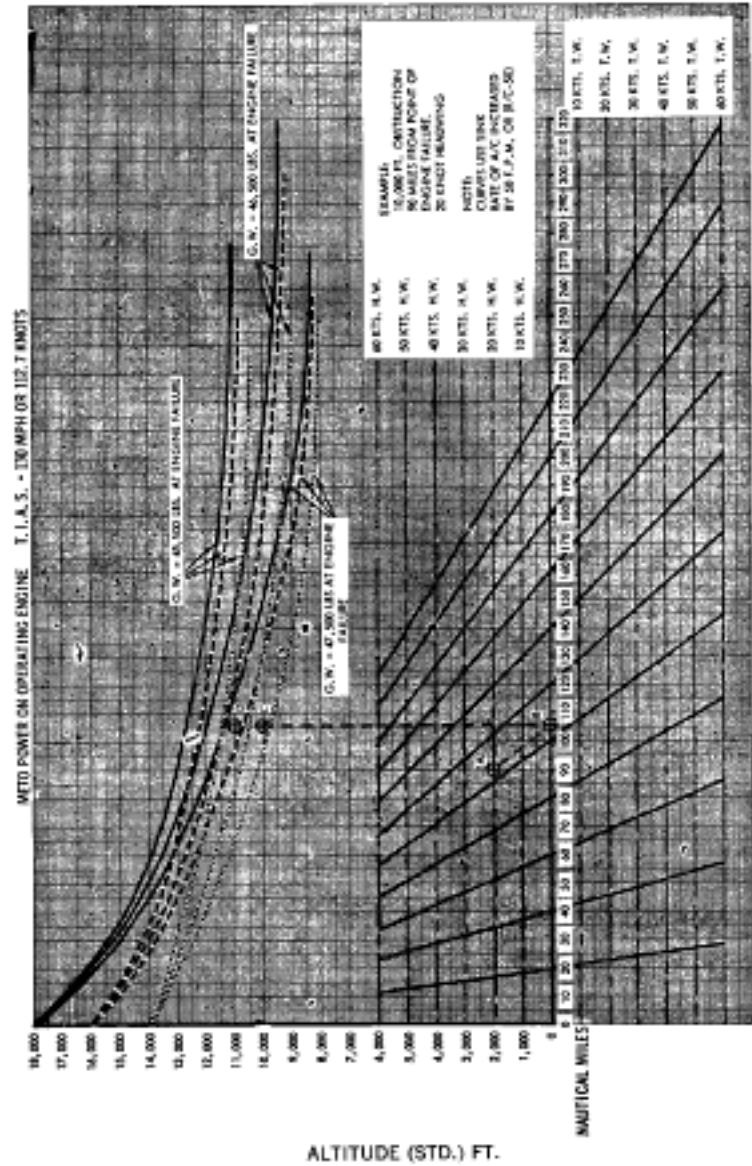 METO POWER ON OPERATING ENGINE T.I.A.S. - 130 MPH OR 112.7 KNOTS
G.W. = 46,500 LBS. AT ENGINE FAILURE
G.W. = 45,500 LBS. AT ENGINE FAILURE
G.W. = 47,500 LBS AT ENGINE
FAILURE
EXAMPLE:
10,000 FT. OBSTRUCTION
90 MILES FROM POINT OF
ENGINE FAILURE.
20 KNOT HEADWIND
NOTE:
CURVES USE SINK
RATE OF A/C INCREASED
BY 50 F.P.M. OR (R/C-50)
60 KTS. H.W.
50 KTS. H.W.
40 KTS. H.W.
30 KTS. H.W.
20 KTS. H.W.
10 KTS. H.W.
10 KTS. T.W.
20 KTS. T.W.
30 KTS. T.W.
40 KTS. T.W.
50 KTS. T.W.
60 KTS. T.W.
18,000
17,000
16,000
15,000
14,000
13,000
12,000
11,000
10,000
9,000
8,000
7,000
6,000
5,000
4,000
3,000
2,000
1,000
0
0 10 20 30 40 50 60 70 80 90 100 110 120 130 140 150 160 170 180 190 200 210 220 230 240 250 260 270 280 290 300 310 320
NAUTICAL MILES
ALTITUDE (STD.) FT.